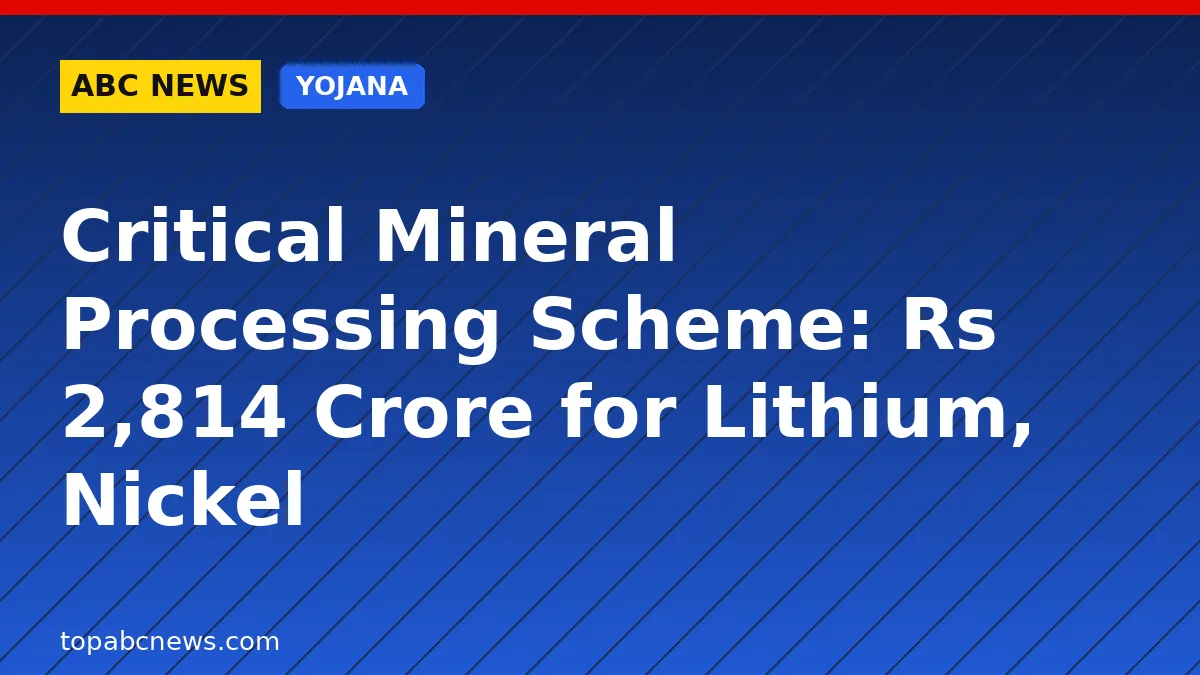 ABC NEWS
YOJANA
Critical Mineral
Processing Scheme: Rs
2,814 Crore for Lithium,
Nickel
topabcnews.com